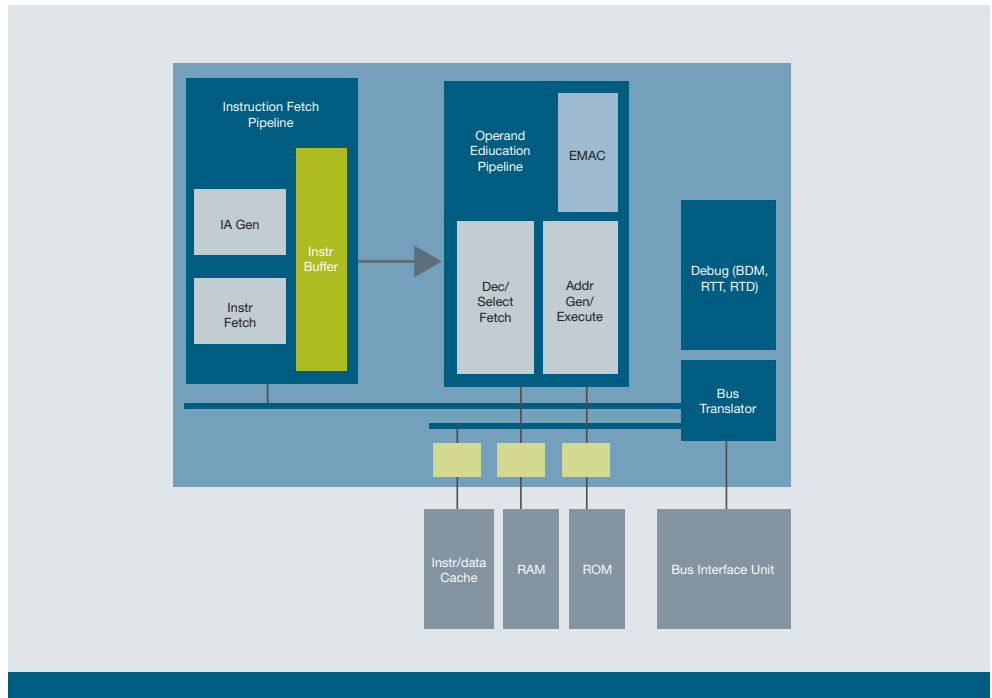 Instruction Fetch
Pipeline
IA Gen
Instr
Fetch
Instr
Buffer
Operand
Ediucation
Pipeline
EMAC
Dec/
Select
Fetch
Addr
Gen/
Execute
Debug (BDM,
RTT, RTD)
Bus
Translator
Instr/data
Cache
RAM
ROM
Bus Interface Unit